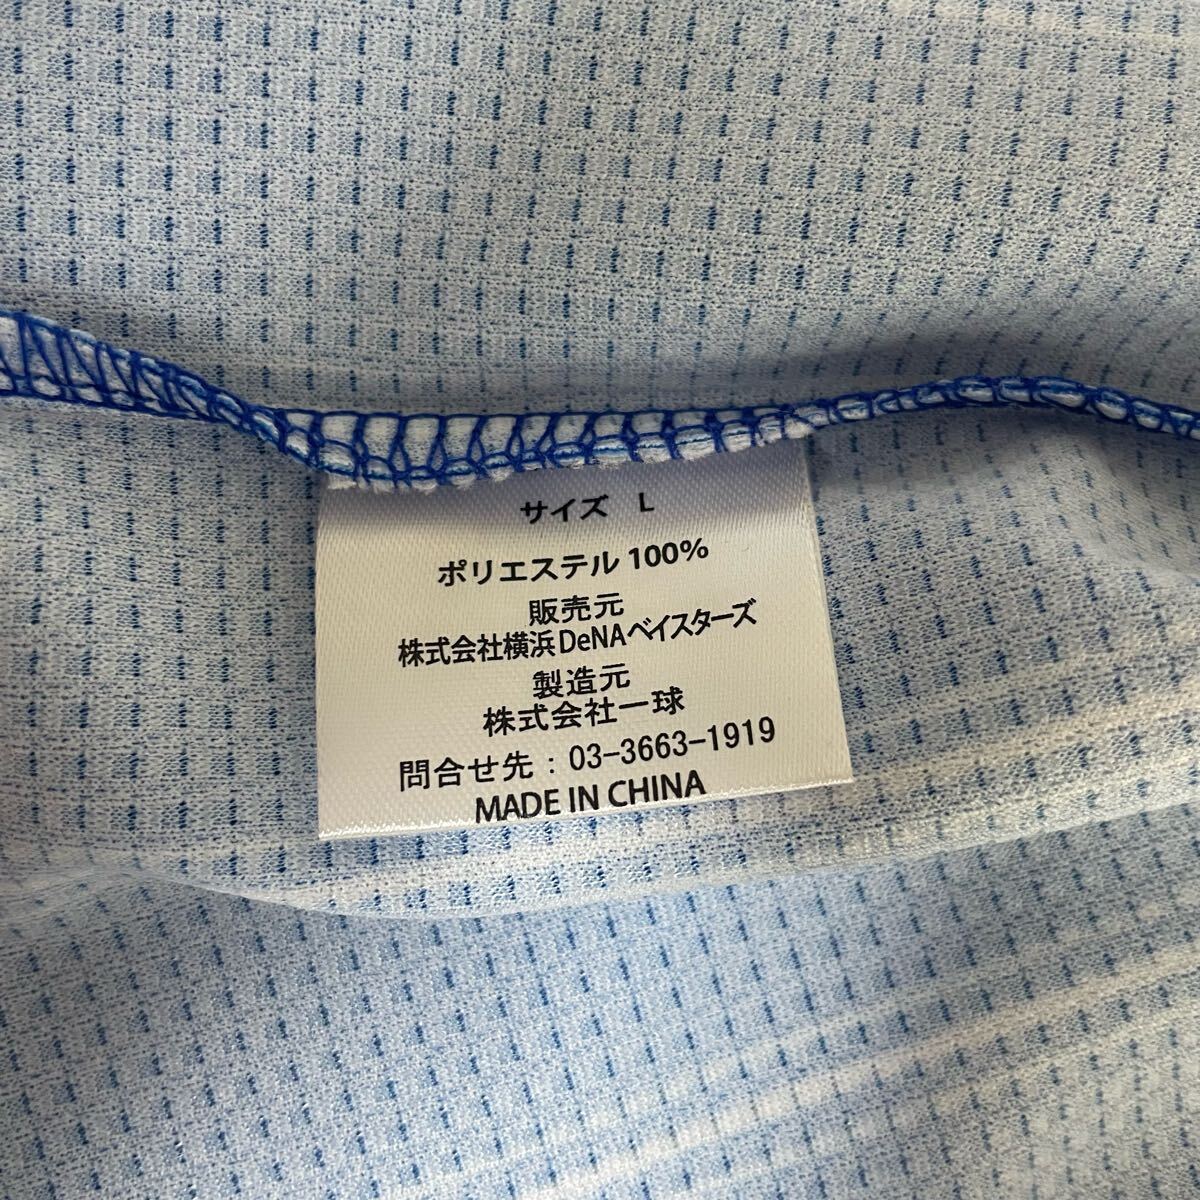 サイズ L
ポリエステル 100%
販売元
株式会社横浜DeNAベイスターズ
製造元
株式会社一球
問合せ先：03-3663-1919
MADE IN CHINA